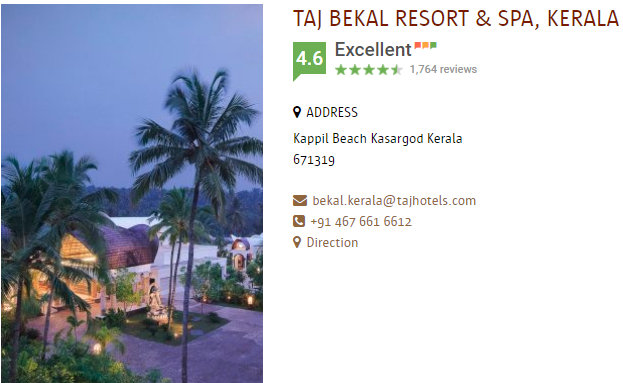 TAJ BEKAL RESORT & SPA, KERALA
4.6
Excellent
1,764 reviews
ADDRESS
Kappil Beach Kasargod Kerala
671319
bekal.kerala@tajhotels.com
+91 467 661 6612
Direction